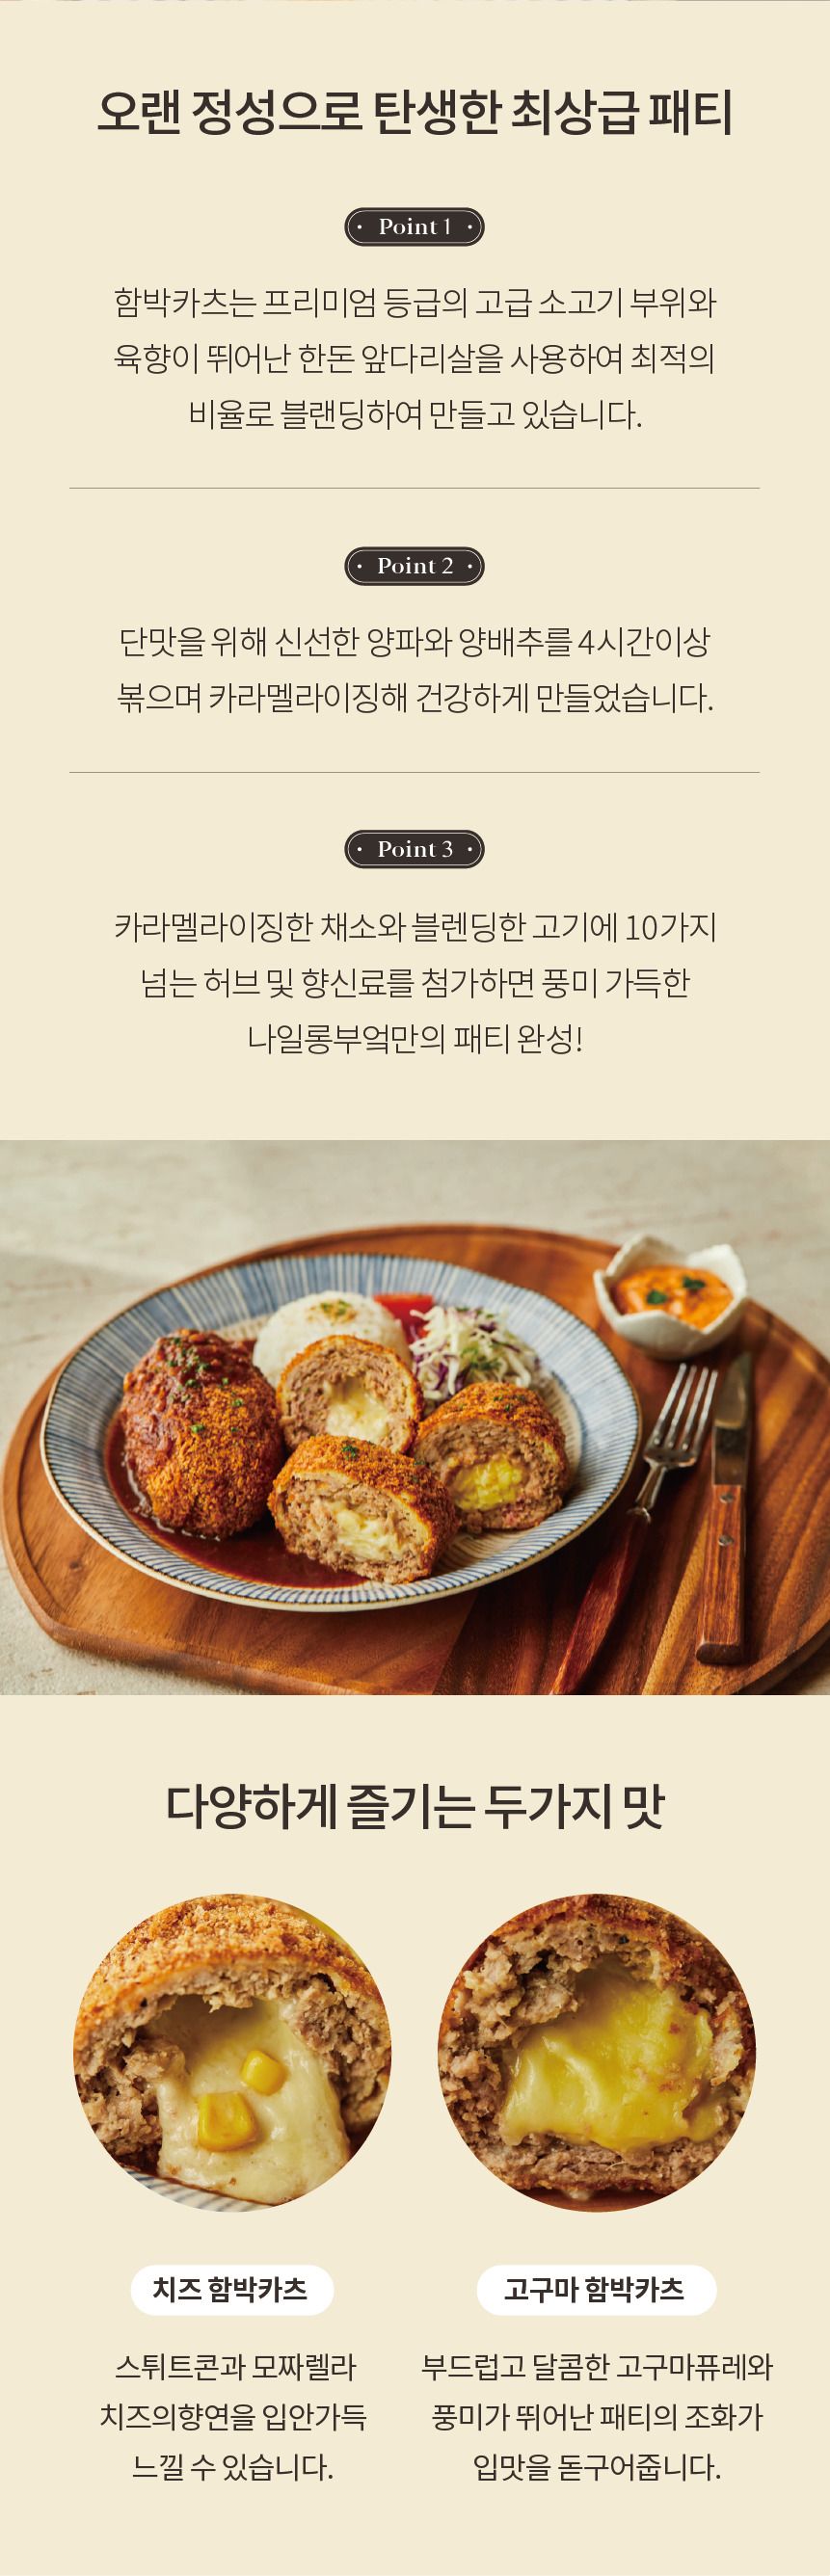 오랜 정성으로 탄생한 최상급 패티
Point 1
함박카츠는 프리미엄 등급의 고급 소고기 부위와
육향이 뛰어난 한돈 앞다리살을 사용하여 최적의
비율로 블랜딩하여 만들고 있습니다.
Point 2
단맛을 위해 신선한 양파와 양배추를 4시간이상
볶으며 카라멜라이징해 건강하게 만들었습니다.
Point 3
카라멜라이징한 채소와 블렌딩한 고기에 10가지
넘는 허브 및 향신료를 첨가하면 풍미 가득한
나일롱부엌만의 패티 완성!
다양하게 즐기는 두가지 맛
치즈 함박카츠
스튀트콘과 모짜렐라
치즈의향연을 입안가득
느낄 수 있습니다.
고구마 함박카츠
부드럽고 달콤한 고구마퓨레와
풍미가 뛰어난 패티의 조화가
입맛을 돋구어줍니다.